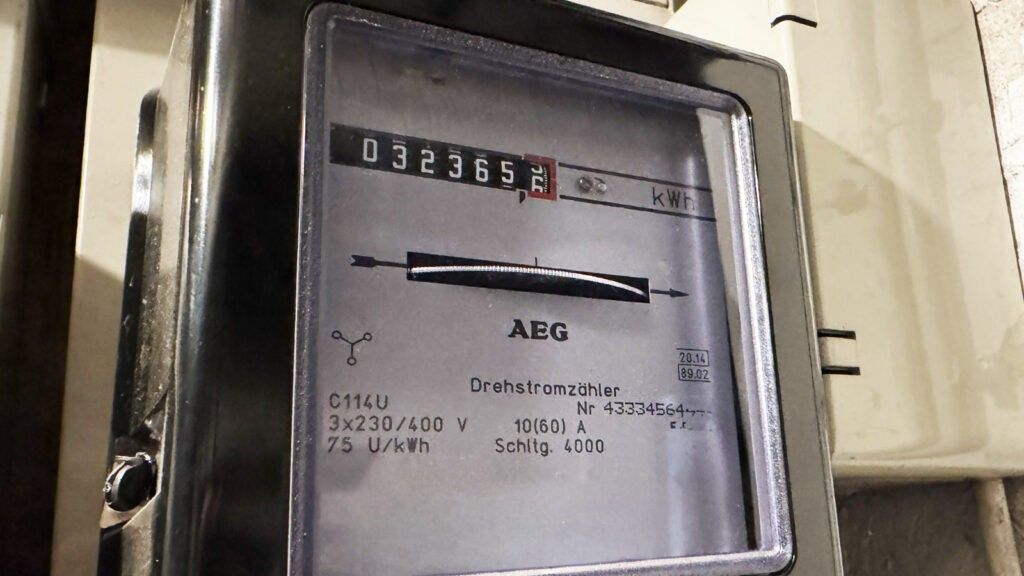 032365
kWh
AEG
20.14
89.02
Drehstromzähler
C114U
Nr 43334564
3x230/400 V 10(60) A
75 U/kWh Schltg. 4000